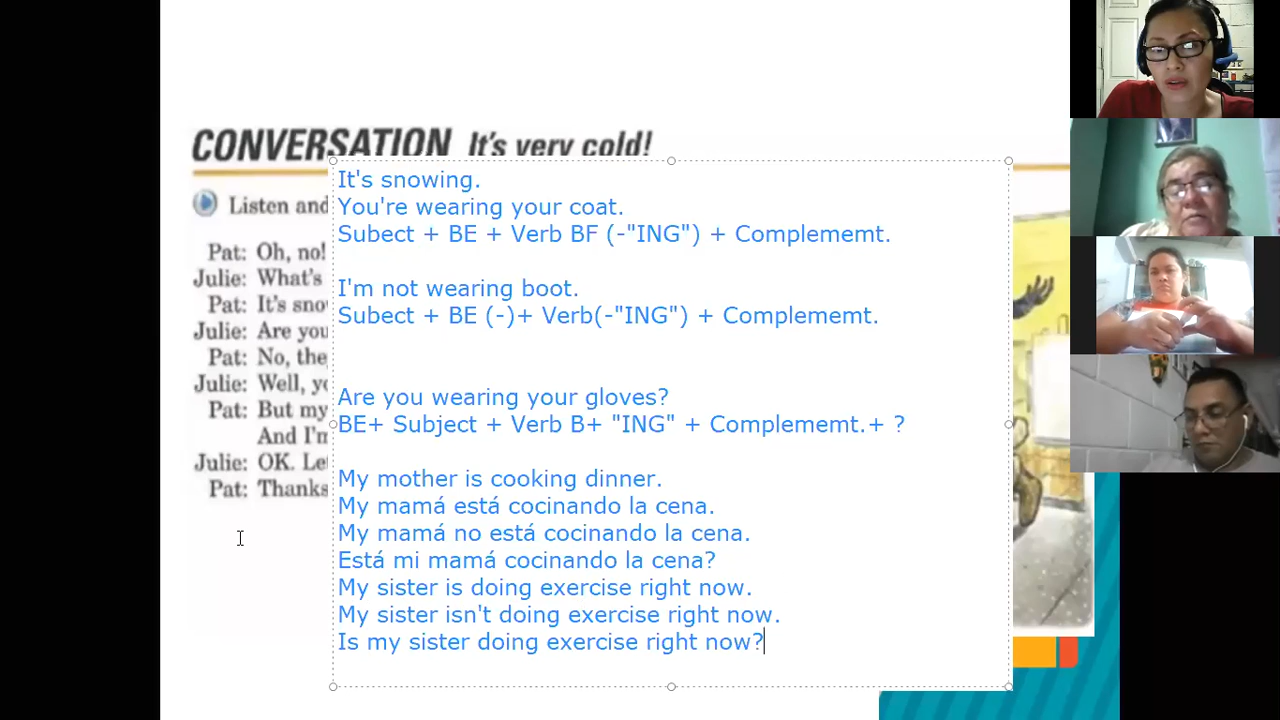 CONVERSATION It's very cold!
Listen and
Pat: Oh, no!
Julie: What's
Pat: It's sno
Julie: Are you
Pat: No, the
Julie: Well, yo
Pat: But my
And I'm
Julie: OK. Le
Pat: Thanks
It's snowing.
You're wearing your coat.
Subect + BE + Verb BF (-"ING") + Complememt.
I'm not wearing boot.
Subect + BE (-)+ Verb(-"ING") + Complememt.
Are you wearing your gloves?
BE+ Subject + Verb B+ "ING" + Complememt.+ ?
My mother is cooking dinner.
My mamá está cocinando la cena.
My mamá no está cocinando la cena.
Está mi mamá cocinando la cena?
My sister is doing exercise right now.
My sister isn't doing exercise right now.
Is my sister doing exercise right now?